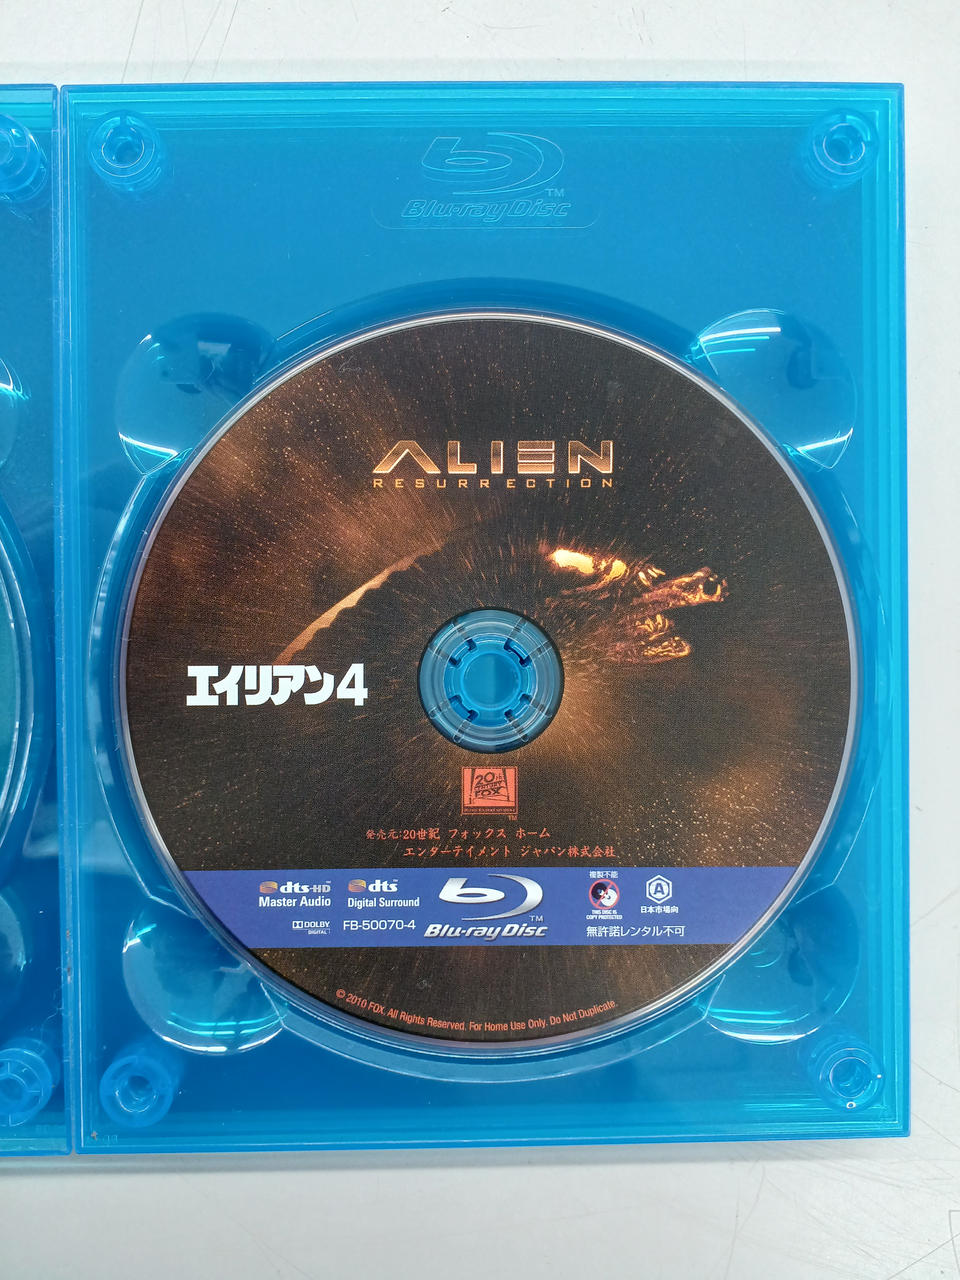 Blu-ray Disc TM
ALIEN
RESURRECTION
エイリアン4
20th
CENTURY
FOX
TM
発売元:20世紀 フォックス ホーム
エンターテイメント ジャパン株式会社
dts-HD
Master Audio
dts
Digital Surround
DOLBY
DIGITAL
FB-50070-4
Blu-ray Disc TM
複製不能
THIS DISC IS
COPY PROTECTED
A
日本市場向
無許諾レンタル不可
© 2010 FOX. All Rights Reserved. For Home Use Only. Do Not Duplicate.